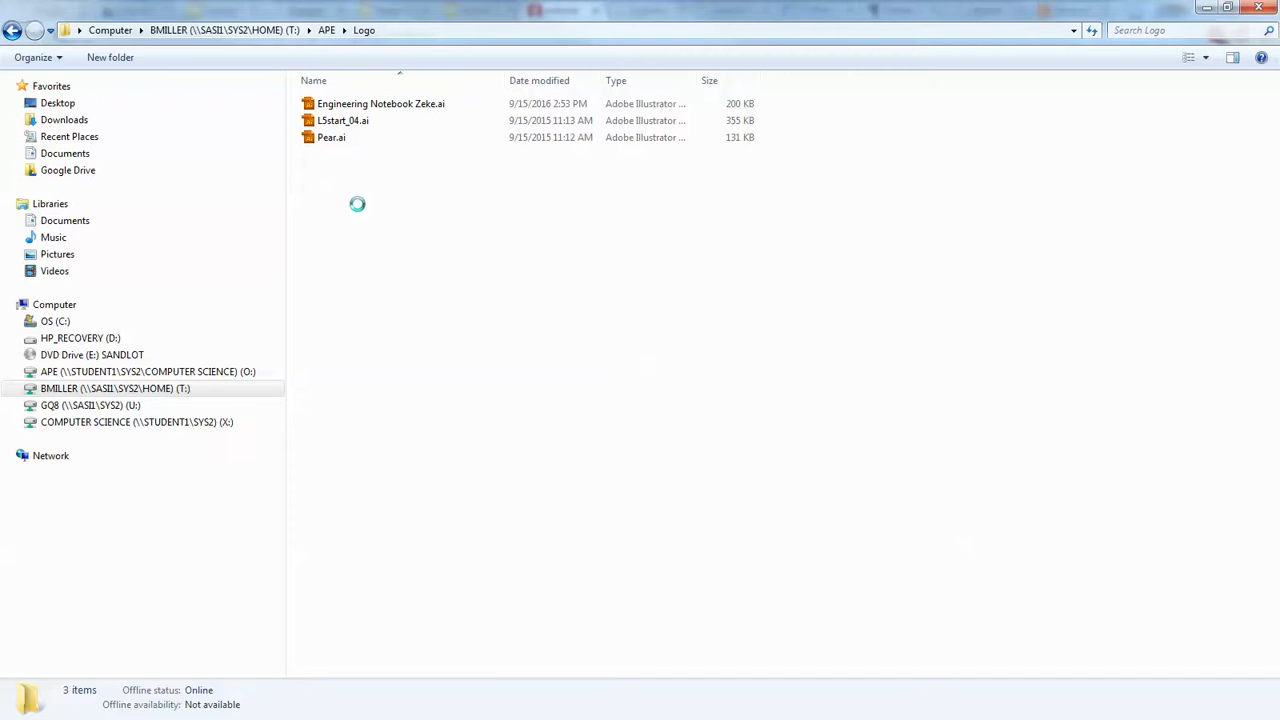 Computer BMILLER (\\SASI1\SYS2\HOME) (T:) APE Logo
Search Logo
Organize New folder
Name Date modified Type Size
Engineering Notebook Zeke.ai 9/15/2016 2:53 PM Adobe Illustrator ... 200 KB
L5start_04.ai 9/15/2015 11:13 AM Adobe Illustrator ... 355 KB
Pear.ai 9/15/2015 11:12 AM Adobe Illustrator ... 131 KB
Favorites
Desktop
Downloads
Recent Places
Documents
Google Drive
Libraries
Documents
Music
Pictures
Videos
Computer
OS (C:)
HP_RECOVERY (D:)
DVD Drive (E:) SANDLOT
APE (\\STUDENT1\SYS2\COMPUTER SCIENCE) (O:)
BMILLER (\\SASI1\SYS2\HOME) (T:)
GQ8 (\\SASI1\SYS2) (U:)
COMPUTER SCIENCE (\\STUDENT1\SYS2) (X:)
Network
3 items Offline status: Online
Offline availability: Not available